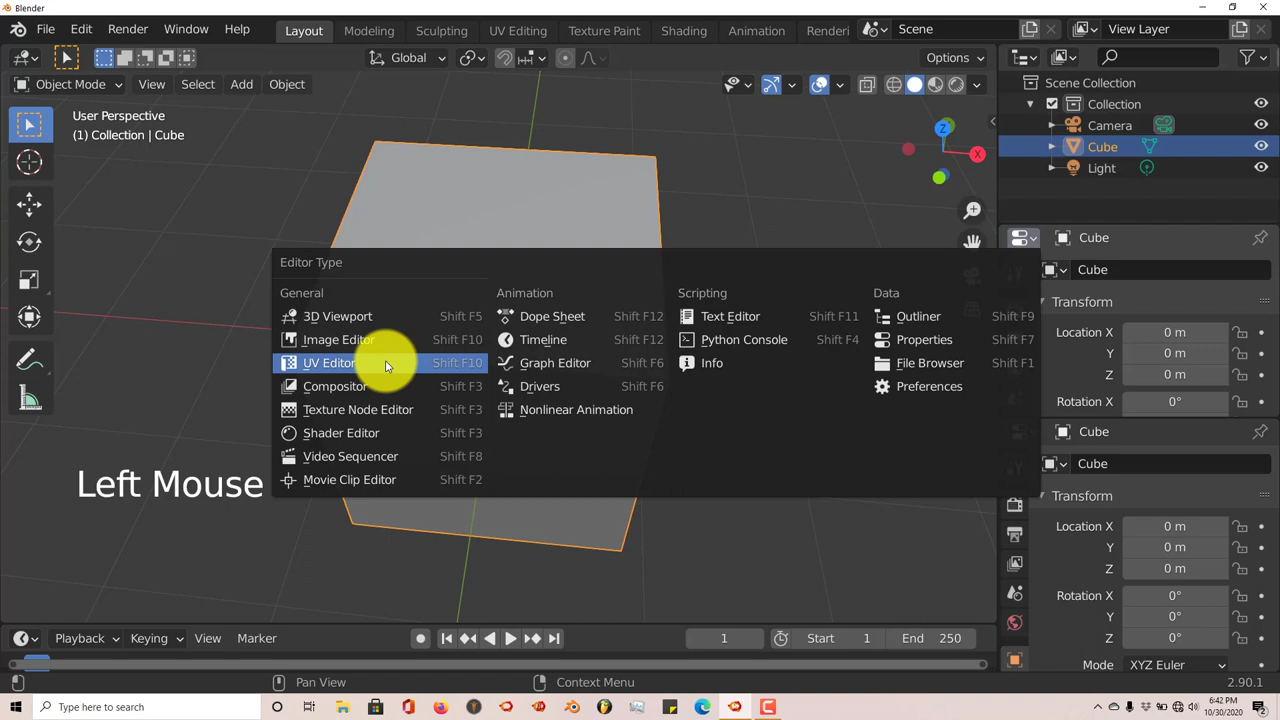 Blender
File Edit Render Window Help Layout Modeling Sculpting UV Editing Texture Paint Shading Animation Renderi Scene View Layer
Global Options
Object Mode View Select Add Object
User Perspective
(1) Collection | Cube
Z
X
Scene Collection
Collection
Camera
Cube
Light
Cube
Cube
Transform
Location X 0 m
Y 0 m
Z 0 m
Rotation X 0°
Cube
Cube
Transform
Location X 0 m
Y 0 m
Z 0 m
Rotation X 0°
Y 0°
Z 0°
Mode XYZ Euler
Editor Type
General
3D Viewport Shift F5
Image Editor Shift F10
UV Editor Shift F10
Compositor Shift F3
Texture Node Editor Shift F3
Shader Editor Shift F3
Video Sequencer Shift F8
Movie Clip Editor Shift F2
Animation
Dope Sheet Shift F12
Timeline Shift F12
Graph Editor Shift F6
Drivers Shift F6
Nonlinear Animation
Scripting
Text Editor Shift F11
Python Console Shift F4
Info
Data
Outliner Shift F9
Properties Shift F7
File Browser Shift F1
Preferences
Left Mouse
Playback Keying View Marker 1 Start 1 End 250
Pan View Context Menu 2.90.1
Type here to search
6:42 PM
10/30/2020